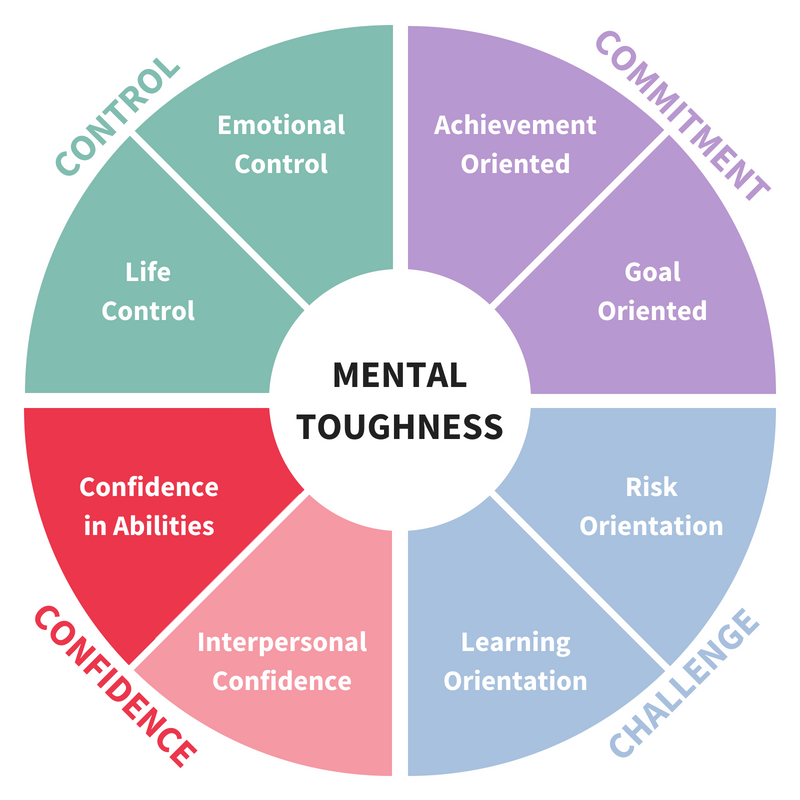 CONTROL
COMMITMENT
Emotional
Control
Achievement
Oriented
Life
Control
Goal
Oriented
MENTAL
TOUGHNESS
Confidence
in Abilities
Risk
Orientation
Interpersonal
Confidence
Learning
Orientation
CONFIDENCE
CHALLENGE